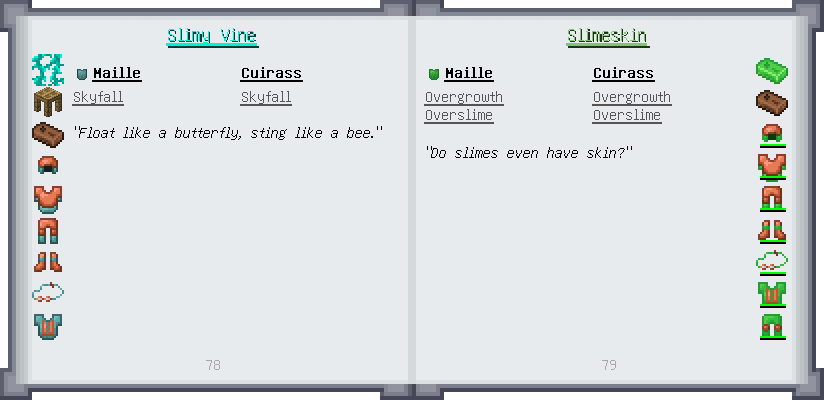 Slimy Vine
Maille Cuirass
Skyfall Skyfall
"Float like a butterfly, sting like a bee."
78
Slimeskin
Maille Cuirass
Overgrowth Overgrowth
Overslime Overslime
"Do slimes even have skin?"
79